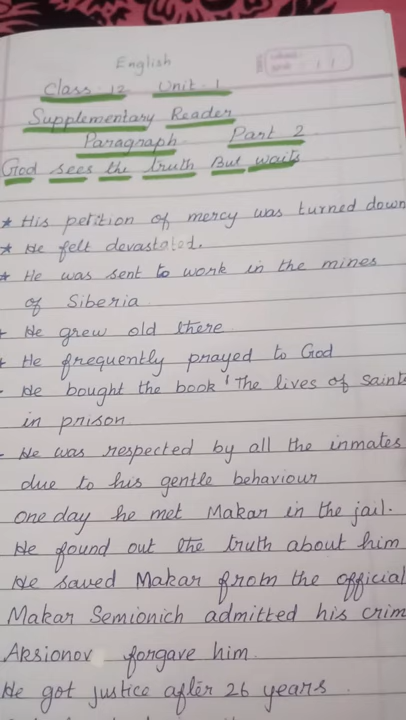 English
Class-12 Unit-1
Supplementary Reader
Paragraph Part 2
God sees the truth But waits
* His petition of mercy was turned down
* He felt devastated.
* He was sent to work in the mines
of Siberia
He grew old there
He frequently prayed to God
- He bought the book 'The lives of Saints
in prison
- He was respected by all the inmates
due to his gentle behaviour
One day he met Makar in the jail.
He found out the truth about him
He saved Makar from the official
Makar Semionich admitted his crim
Aksionov forgave him.
He got justice after 26 years